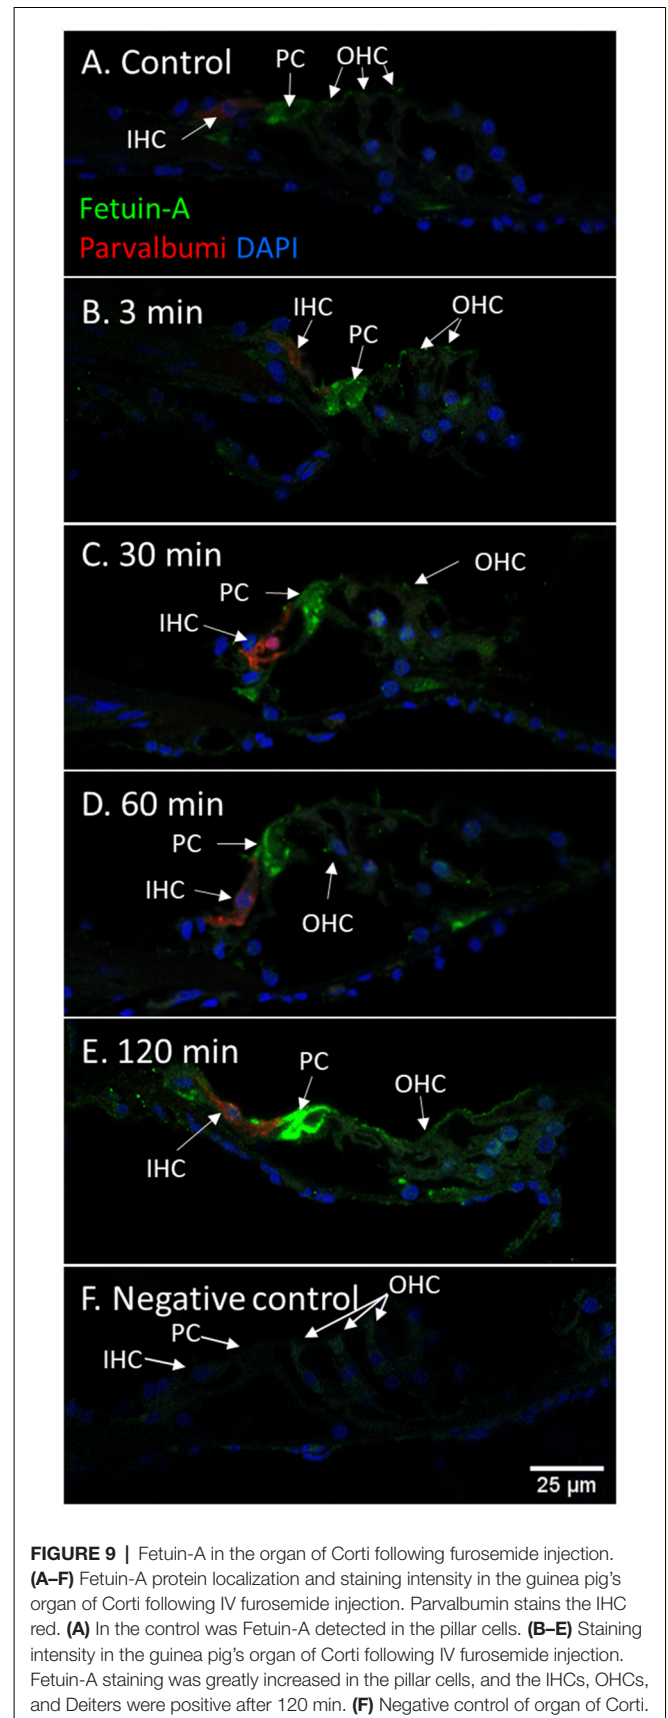 A. Control
PC
OHC
IHC
Fetuin-A
Parvalbumi DAPI
B. 3 min
IHC
OHC
PC
C. 30 min
OHC
PC
IHC
D. 60 min
PC
IHC
OHC
E. 120 min
PC
OHC
IHC
F. Negative control
OHC
PC
IHC
25 µm
FIGURE 9 | Fetuin-A in the organ of Corti following furosemide injection.
(A–F) Fetuin-A protein localization and staining intensity in the guinea pig's
organ of Corti following IV furosemide injection. Parvalbumin stains the IHC
red. (A) In the control was Fetuin-A detected in the pillar cells. (B–E) Staining
intensity in the guinea pig's organ of Corti following IV furosemide injection.
Fetuin-A staining was greatly increased in the pillar cells, and the IHCs, OHCs,
and Deiters were positive after 120 min. (F) Negative control of organ of Corti.